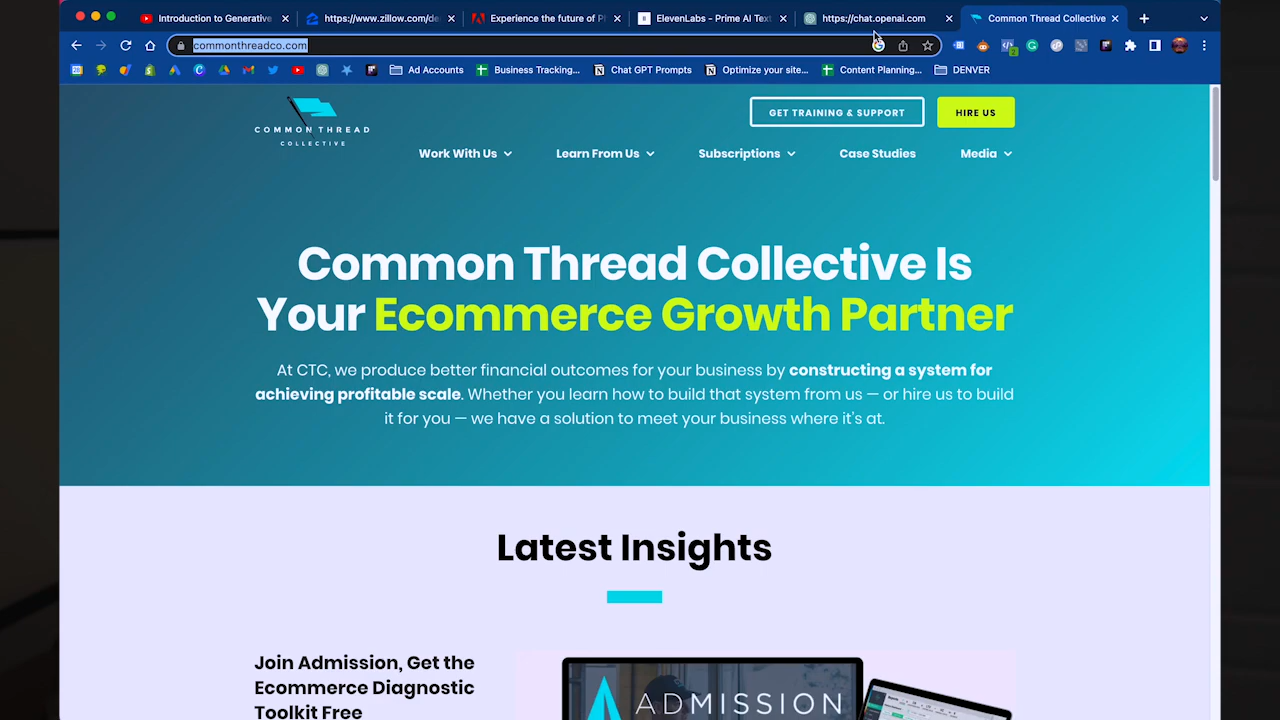 Introduction to Generative
https://www.zillow.com/de
Experience the future of P
ElevenLabs - Prime AI Text
https://chat.openai.com
Common Thread Collective
commonthreadco.com
Ad Accounts
Business Tracking...
Chat GPT Prompts
Optimize your site...
Content Planning...
DENVER
COMMON THREAD
COLLECTIVE
GET TRAINING & SUPPORT
HIRE US
Work With Us
Learn From Us
Subscriptions
Case Studies
Media
Common Thread Collective Is
Your Ecommerce Growth Partner
At CTC, we produce better financial outcomes for your business by constructing a system for
achieving profitable scale. Whether you learn how to build that system from us — or hire us to build
it for you — we have a solution to meet your business where it's at.
Latest Insights
Join Admission, Get the
Ecommerce Diagnostic
Toolkit Free
ADMISSION